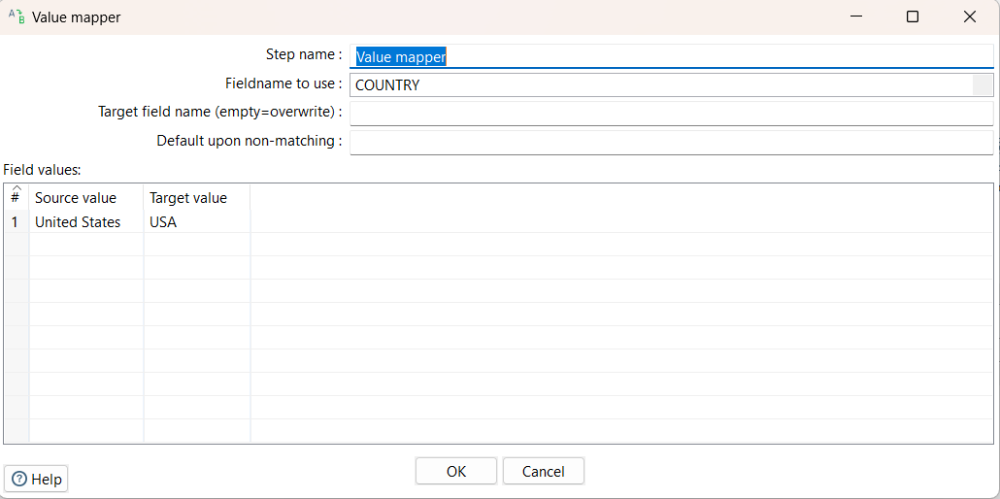 Value mapper
Step name :
Value mapper
Fieldname to use :
COUNTRY
Target field name (empty=overwrite) :
Default upon non-matching :
Field values:
# Source value Target value
1 United States USA
OK Cancel
Help